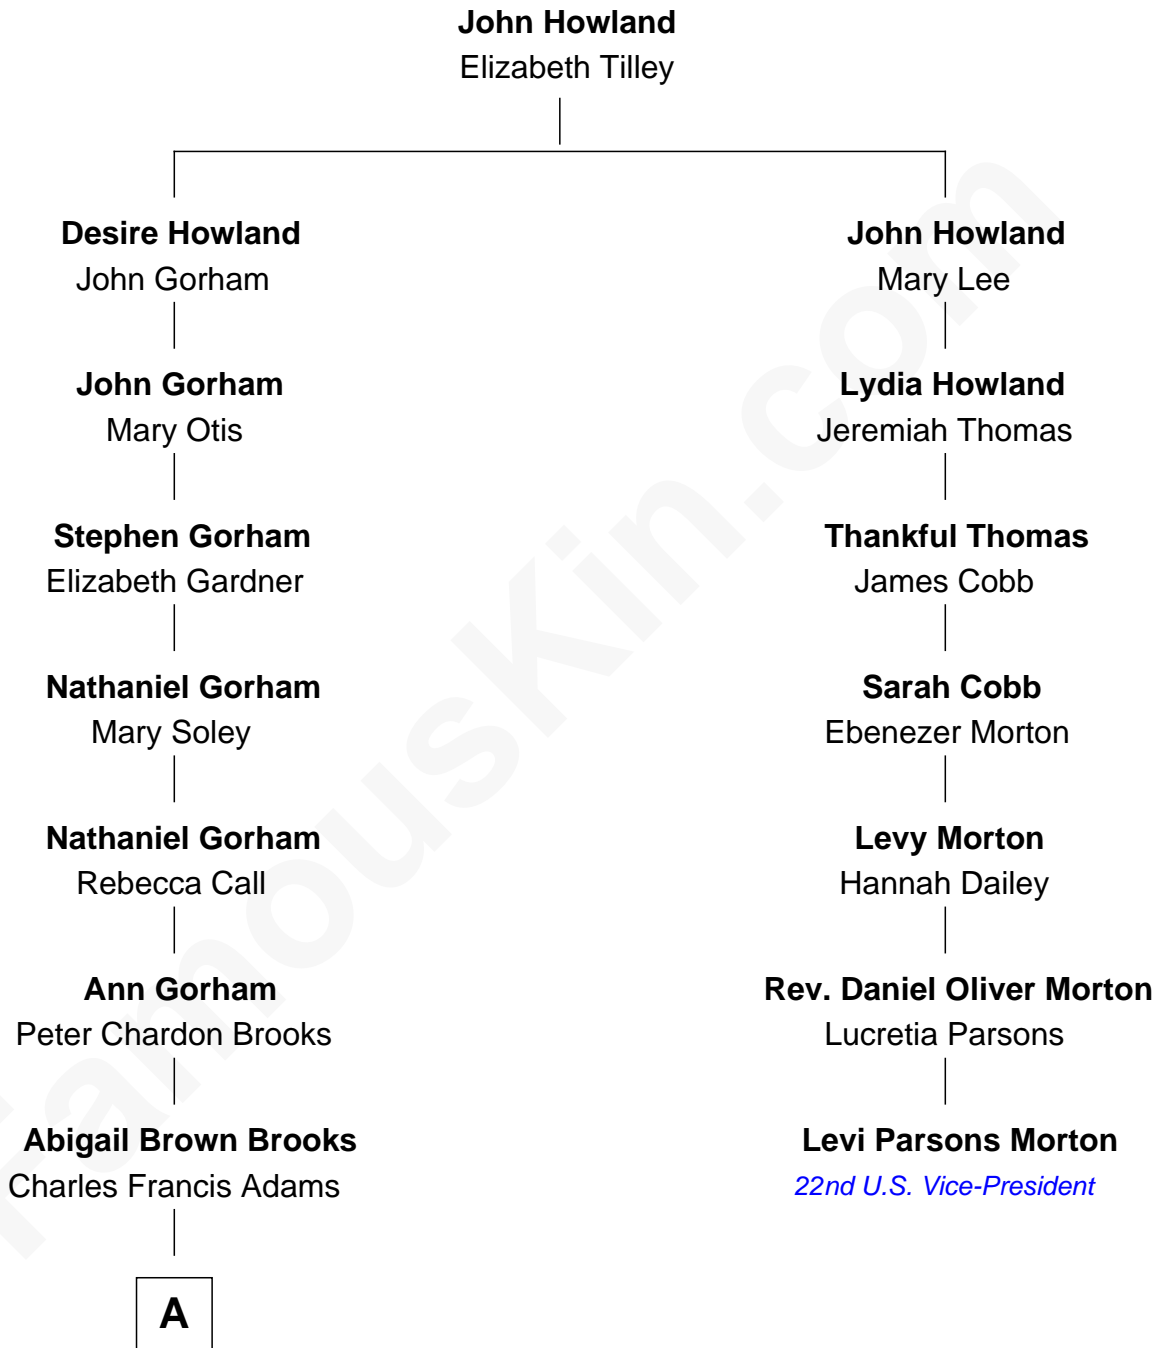 John Howland
Elizabeth Tilley
Desire Howland
John Gorham
John Howland
Mary Lee
John Gorham
Mary Otis
Lydia Howland
Jeremiah Thomas
Stephen Gorham
Elizabeth Gardner
Thankful Thomas
James Cobb
Nathaniel Gorham
Mary Soley
Sarah Cobb
Ebenezer Morton
Nathaniel Gorham
Rebecca Call
Levy Morton
Hannah Dailey
Ann Gorham
Peter Chardon Brooks
Rev. Daniel Oliver Morton
Lucretia Parsons
Abigail Brown Brooks
Charles Francis Adams
Levi Parsons Morton
22nd U.S. Vice-President
A
FamousKin.com